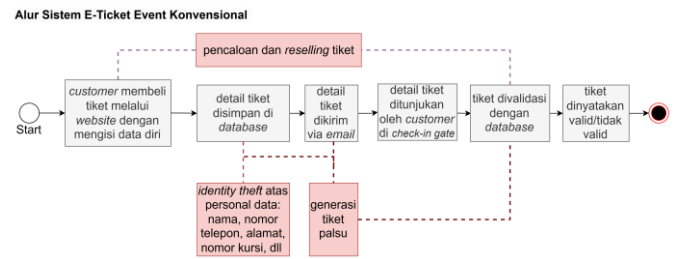 Alur Sistem E-Ticket Event Konvensional
pencaloan dan reselling tiket
Start
customer membeli
tiket melalui
website dengan
mengisi data diri
detail tiket
disimpan di
database
detail
tiket
dikirim
via email
detail tiket
ditunjukan
oleh customer
di check-in gate
tiket divalidasi
dengan
database
tiket
dinyatakan
valid/tidak
valid
identity theft atas
personal data:
nama, nomor
telepon, alamat,
nomor kursi, dll
generasi
tiket
palsu